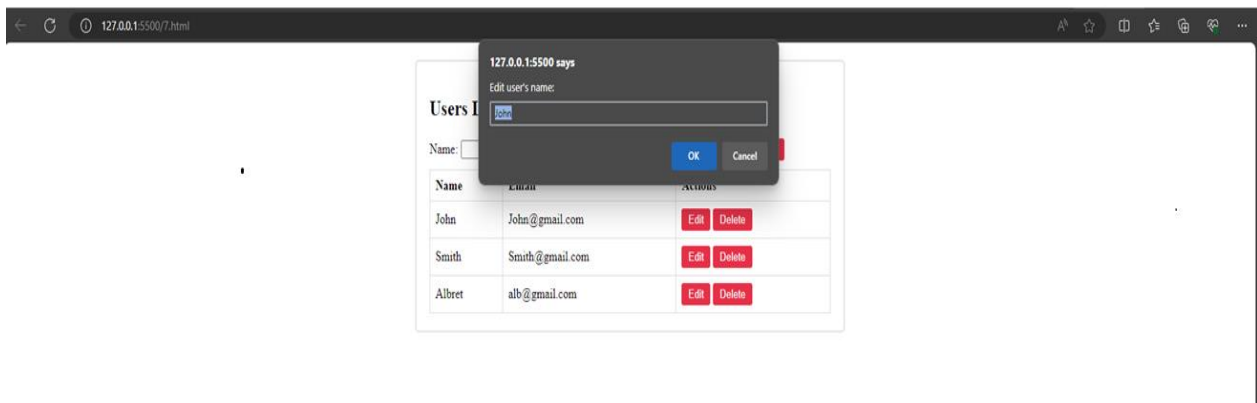 127.0.0.1:5500/7.html
127.0.0.1:5500 says
Edit user's name:
John
OK Cancel
Users
Name:
Name Email Actions
John John@gmail.com Edit Delete
Smith Smith@gmail.com Edit Delete
Albret alb@gmail.com Edit Delete